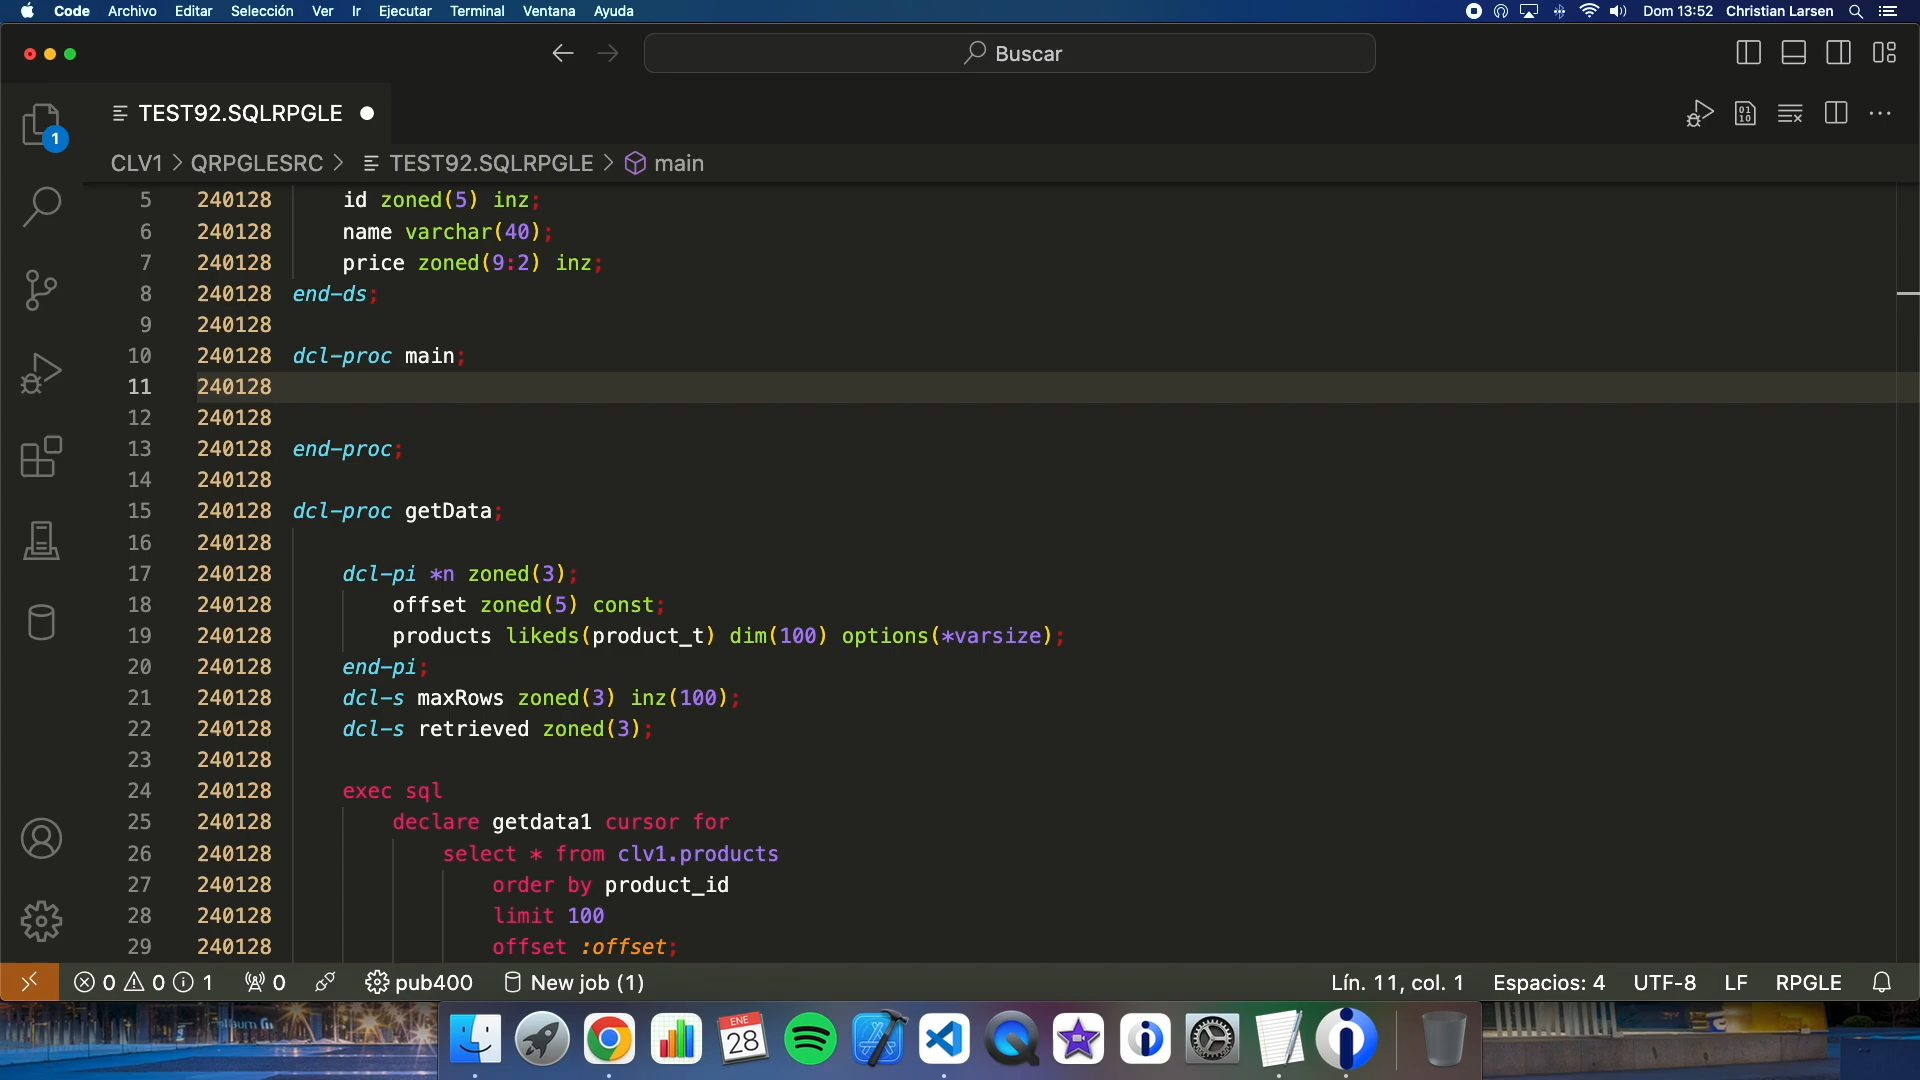 Code Archivo Editar Selección Ver Ir Ejecutar Terminal Ventana Ayuda Dom 13:52 Christian Larsen
Buscar
TEST92.SQLRPGLE
1
CLV1 > QRPGLESRC > TEST92.SQLRPGLE > main
5 240128 id zoned(5) inz;
6 240128 name varchar(40);
7 240128 price zoned(9:2) inz;
8 240128 end-ds;
9 240128
10 240128 dcl-proc main;
11 240128
12 240128
13 240128 end-proc;
14 240128
15 240128 dcl-proc getData;
16 240128
17 240128 dcl-pi *n zoned(3);
18 240128 offset zoned(5) const;
19 240128 products likeds(product_t) dim(100) options(*varsize);
20 240128 end-pi;
21 240128 dcl-s maxRows zoned(3) inz(100);
22 240128 dcl-s retrieved zoned(3);
23 240128
24 240128 exec sql
25 240128 declare getdata1 cursor for
26 240128 select * from clv1.products
27 240128 order by product_id
28 240128 limit 100
29 240128 offset :offset;
0 0 1 0 pub400 New job (1) Lín. 11, col. 1 Espacios: 4 UTF-8 LF RPGLE
ENE
28